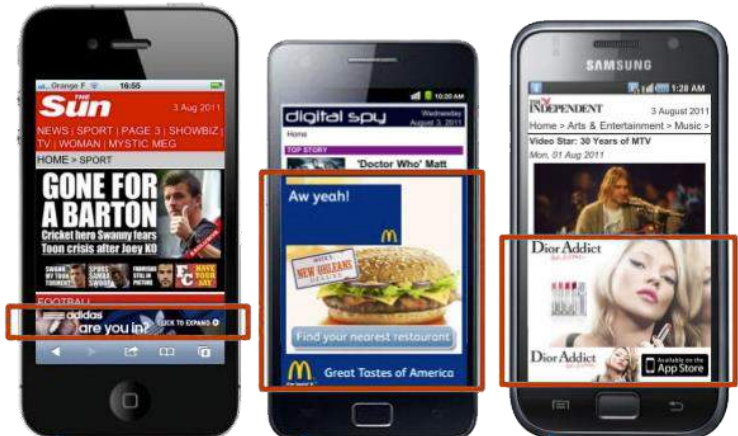 Orange F 16:55
THE
Sun
3 Aug 2011
NEWS | SPORT | PAGE 3 | SHOWBIZ |
TV | WOMAN | MYSTIC MEG
HOME > SPORT
GONE FOR
A BARTON
Cricket hero Swanny fears
Toon crisis after Joey KO
HAVE
YOUR
SAY
FOOTBALL
adidas
are you in?
CLICK TO EXPAND
10:20 AM
digital spy
Wednesday
August 3, 2011
Home
TOP STORY
'Doctor Who' Matt
Aw yeah!
NEW ORLEANS
DELUXE
Find your nearest restaurant
Great Tastes of America
SAMSUNG
1:28 AM
THE
INDEPENDENT
3 August 2011
Home > Arts & Entertainment > Music >
Video Star: 30 Years of MTV
Mon, 01 Aug 2011
Dior Addict
Dior Addict
Available on the
App Store